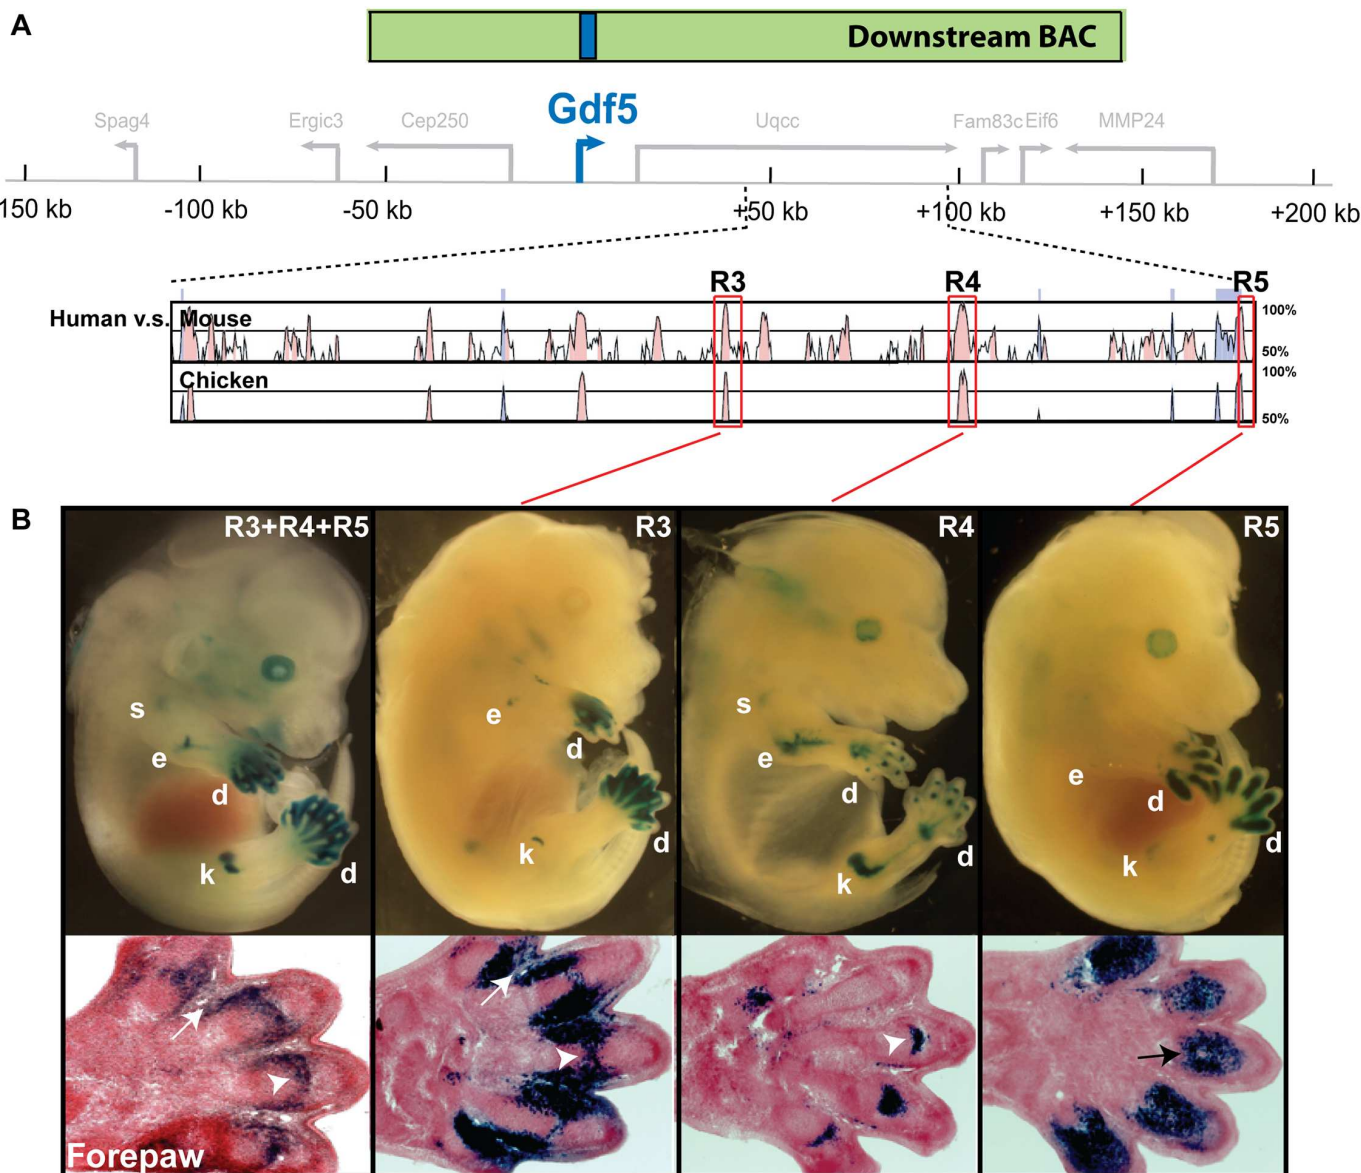 A
Downstream BAC
Gdf5
Spag4 Ergic3 Cep250 Uqcc Fam83c Eif6 MMP24
150 kb -100 kb -50 kb +50 kb +100 kb +150 kb +200 kb
R3 R4 R5
Human v.s. Mouse 100%
50%
Chicken 100%
50%
B
R3+R4+R5 R3 R4 R5
s e d k d
e d k d
s e d k d
e d k d
Forepaw